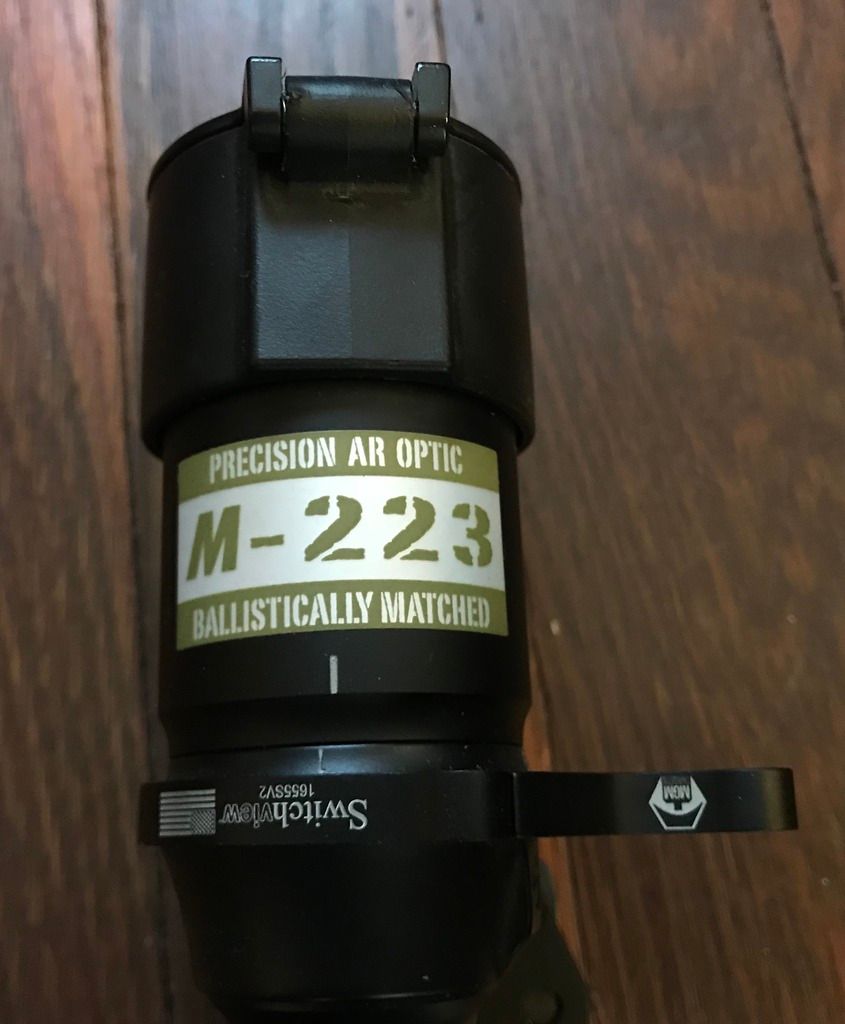 PRECISION AR OPTIC
M-223
BALLISTICALLY MATCHED
Switchview
1655SV2
MGM